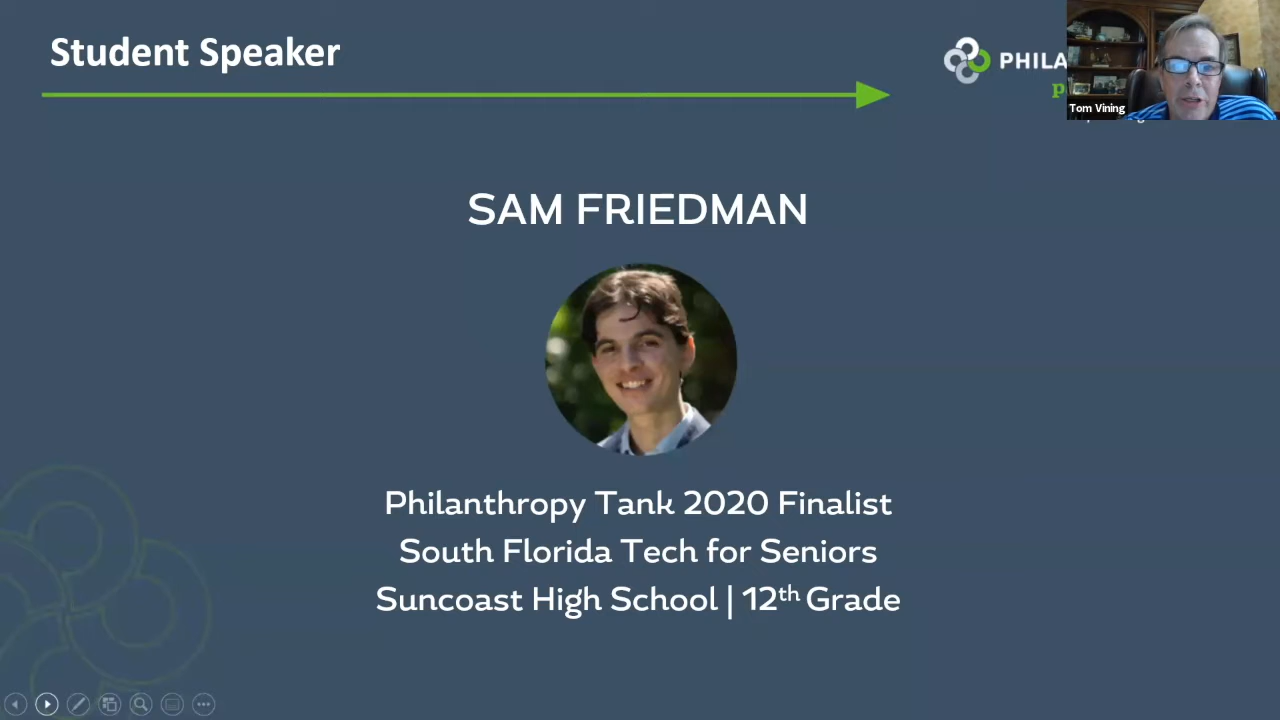 Student Speaker
PHILA
p
Tom Vining
SAM FRIEDMAN
Philanthropy Tank 2020 Finalist
South Florida Tech for Seniors
Suncoast High School | 12th Grade